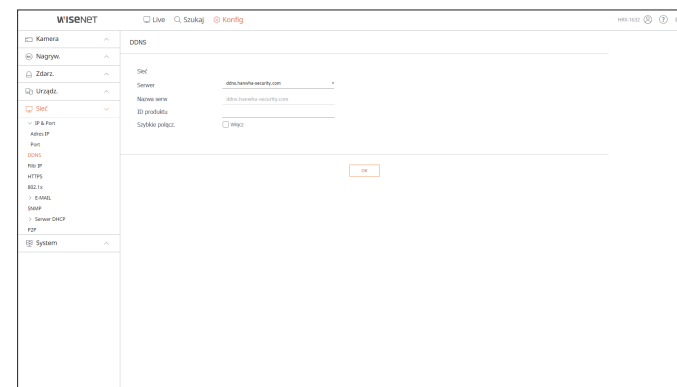 WISENET
Live Szukaj Konfig
HRX-1632
Kamera
Nagryw.
Zdarz.
Urządz.
Sieć
IP & Port
Adres IP
Port
DDNS
Filtr IP
HTTPS
802.1x
E-MAIL
SNMP
Serwer DHCP
P2P
System
DDNS
Sieć
Serwer ddns.hanwha-security.com
Nazwa serw ddns.hanwha-security.com
ID produktu
Szybkie połącz. Włącz
OK